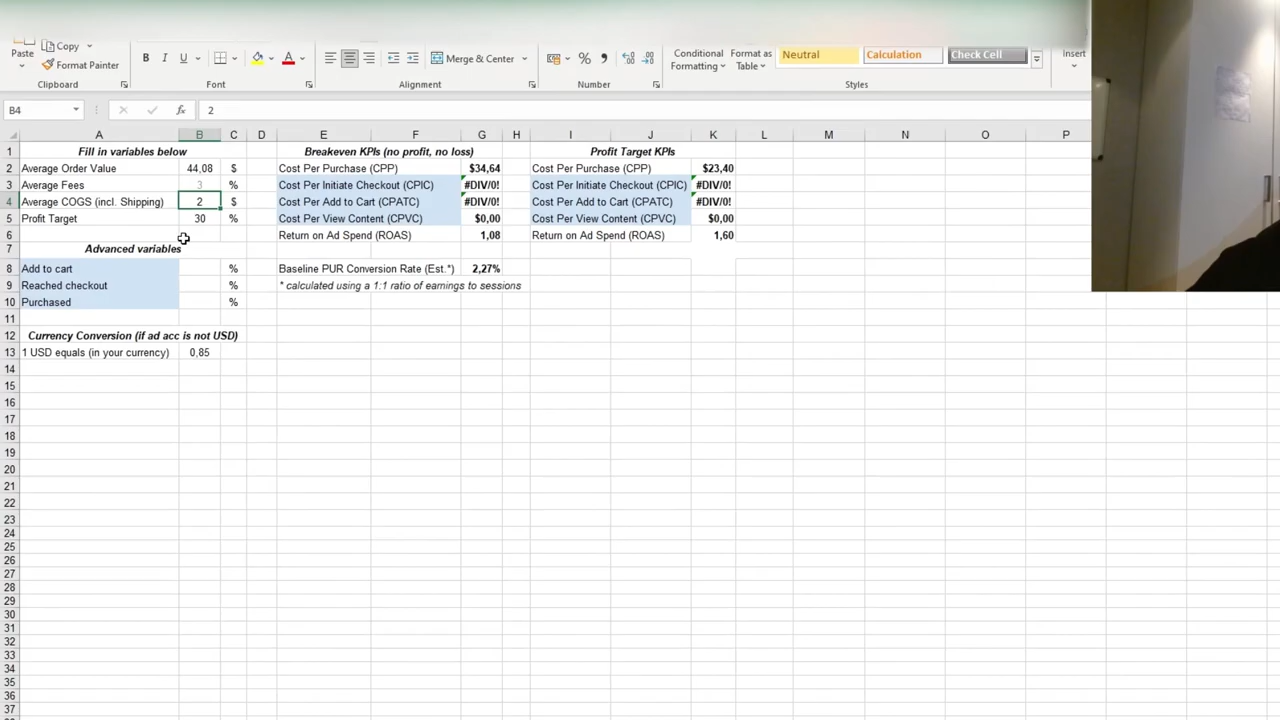 Copy
Paste
Format Painter
B I U A
Merge & Center
% 9
Conditional Formatting
Format as Table
Neutral
Calculation
Check Cell
Insert
Clipboard
Font
Alignment
Number
Styles
B4
fx
2
A B C D E F G H I J K L M N O P
1 Fill in variables below Breakeven KPIs (no profit, no loss) Profit Target KPIs
2 Average Order Value 44,08 $ Cost Per Purchase (CPP) $34,64 Cost Per Purchase (CPP) $23,40
3 Average Fees 3 % Cost Per Initiate Checkout (CPIC) #DIV/0! Cost Per Initiate Checkout (CPIC) #DIV/0!
4 Average COGS (incl. Shipping) 2 $ Cost Per Add to Cart (CPATC) #DIV/0! Cost Per Add to Cart (CPATC) #DIV/0!
5 Profit Target 30 % Cost Per View Content (CPVC) $0,00 Cost Per View Content (CPVC) $0,00
6 Return on Ad Spend (ROAS) 1,08 Return on Ad Spend (ROAS) 1,60
7 Advanced variables
8 Add to cart % Baseline PUR Conversion Rate (Est.*) 2,27%
9 Reached checkout % * calculated using a 1:1 ratio of earnings to sessions
10 Purchased %
11
12 Currency Conversion (if ad acc is not USD)
13 1 USD equals (in your currency) 0,85
14
15
16
17
18
19
20
21
22
23
24
25
26
27
28
29
30
31
32
33
34
35
36
37